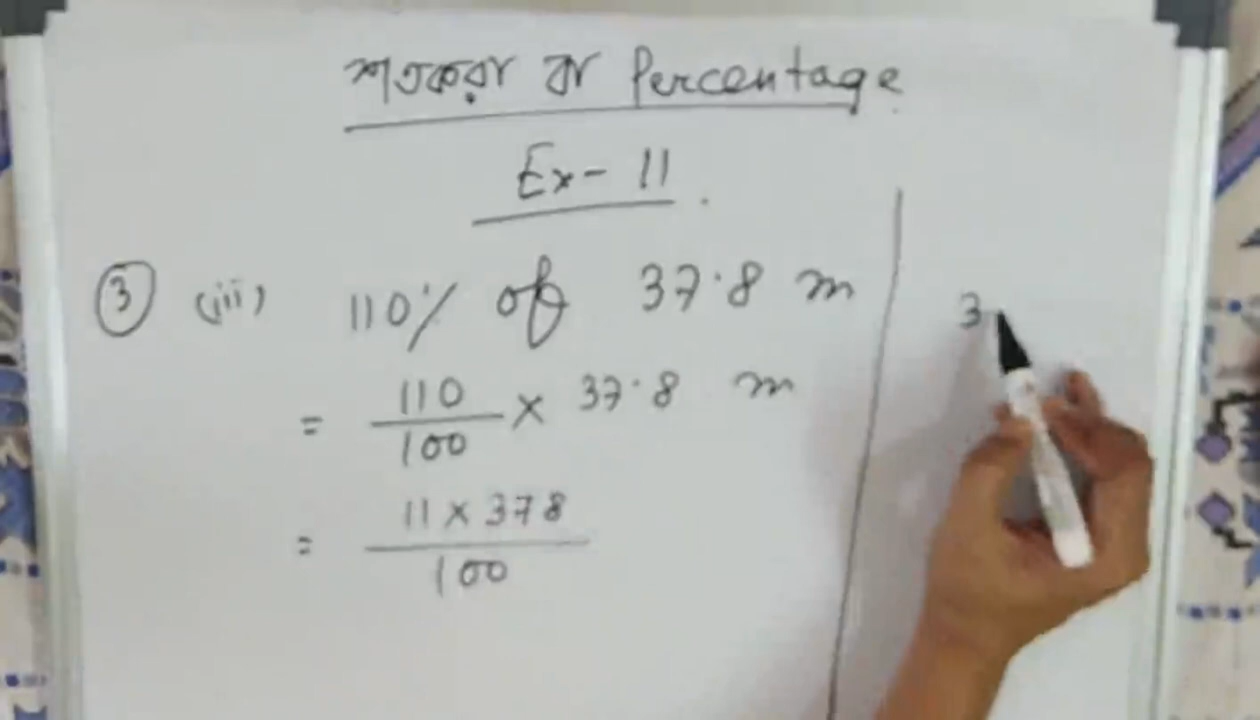 শতকরা বা Percentage
Ex - 11
③ (iii) 110% of 37.8 m
= 110/100 × 37.8 m
= 11 × 378/100
3